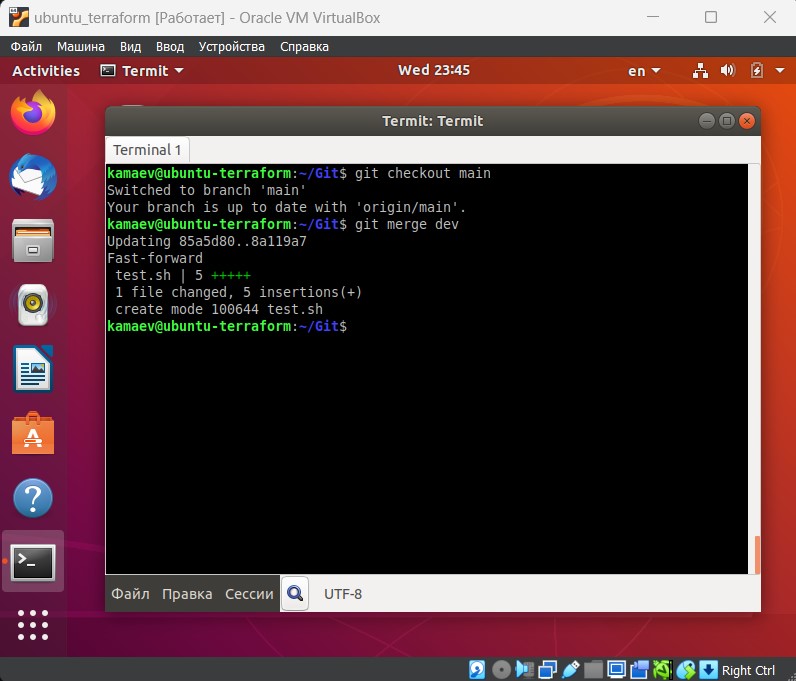 ubuntu_terraform [Работает] - Oracle VM VirtualBox
Файл Машина Вид Ввод Устройства Справка
Activities Termit Wed 23:45 en
Termit: Termit
Terminal 1
kamaev@ubuntu-terraform:~/Git$ git checkout main
Switched to branch 'main'
Your branch is up to date with 'origin/main'.
kamaev@ubuntu-terraform:~/Git$ git merge dev
Updating 85a5d80..8a119a7
Fast-forward
 test.sh | 5 +++++
 1 file changed, 5 insertions(+)
 create mode 100644 test.sh
kamaev@ubuntu-terraform:~/Git$
Файл Правка Сессии UTF-8
Right Ctrl